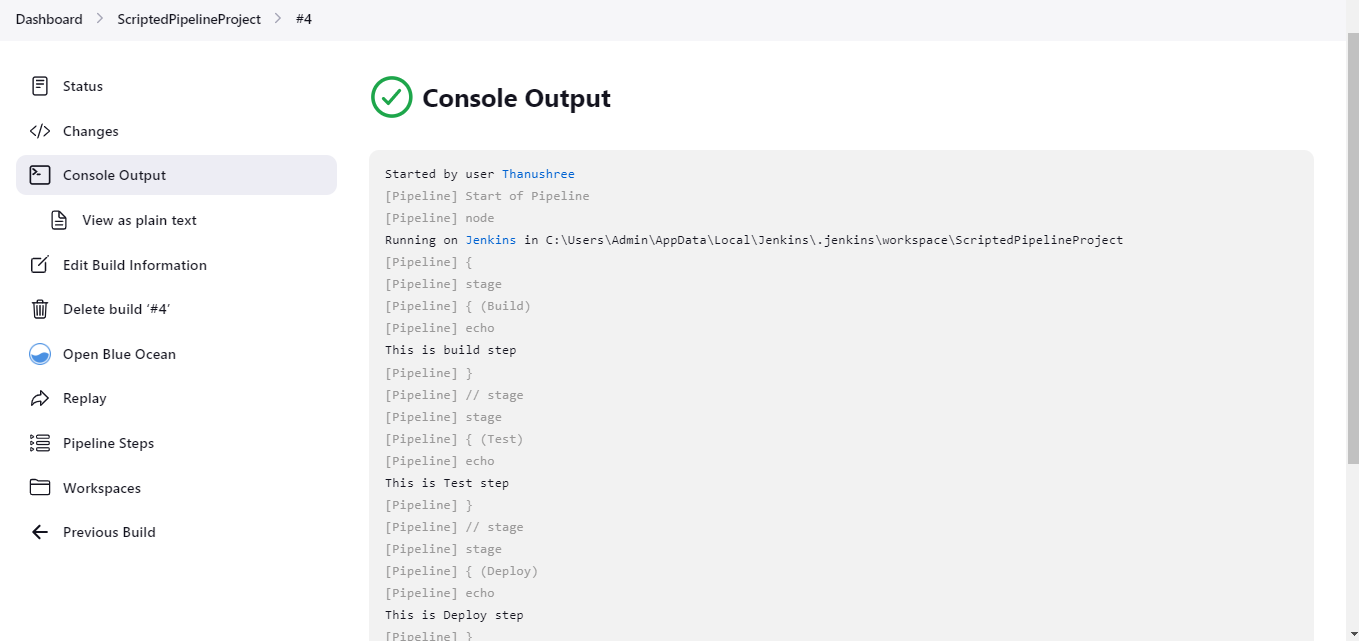 Dashboard > ScriptedPipelineProject > #4
Status
Changes
Console Output
View as plain text
Edit Build Information
Delete build ‘#4’
Open Blue Ocean
Replay
Pipeline Steps
Workspaces
Previous Build
Console Output
Started by user Thanushree
[Pipeline] Start of Pipeline
[Pipeline] node
Running on Jenkins in C:\Users\Admin\AppData\Local\Jenkins\.jenkins\workspace\ScriptedPipelineProject
[Pipeline] {
[Pipeline] stage
[Pipeline] { (Build)
[Pipeline] echo
This is build step
[Pipeline] }
[Pipeline] // stage
[Pipeline] stage
[Pipeline] { (Test)
[Pipeline] echo
This is Test step
[Pipeline] }
[Pipeline] // stage
[Pipeline] stage
[Pipeline] { (Deploy)
[Pipeline] echo
This is Deploy step
[Pipeline] }